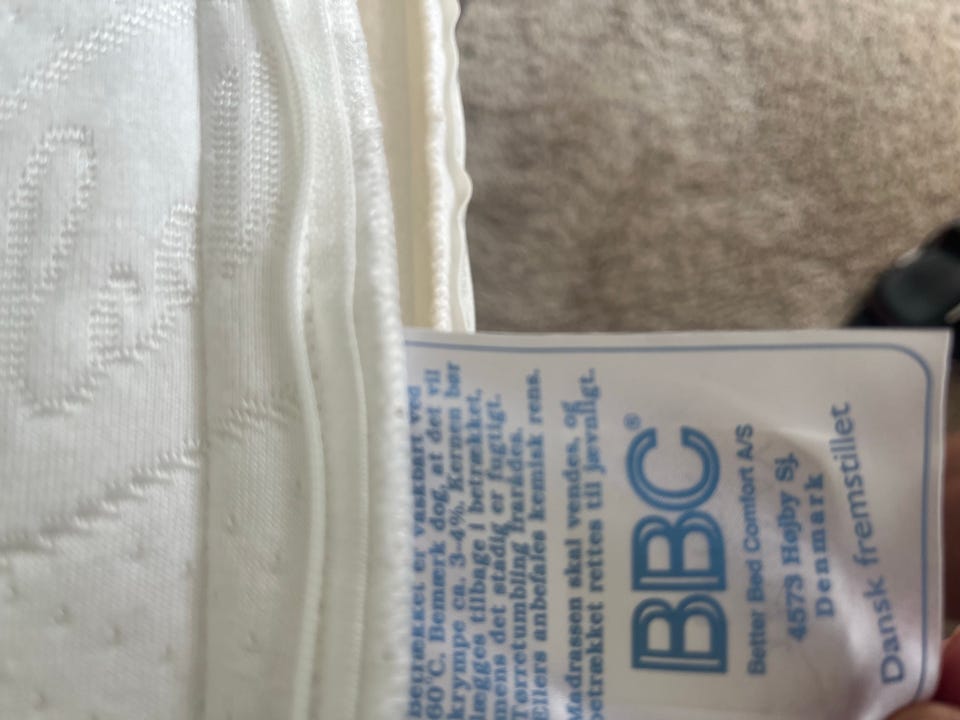 Betrækket er vaskbart ved
60°C. Bemærk dog, at det vil
krympe ca. 3-4%. Kernen bør
lægges tilbage i betrækket,
mens det stadig er fugtigt.
Tørretumbling frarådes.
Ellers anbefales kemisk rens.
Madrassen skal vendes, og
betrækket rettes til jævnligt.
BBC®
Better Bed Comfort A/S
4573 Højby Sj.
Denmark
Dansk fremstillet